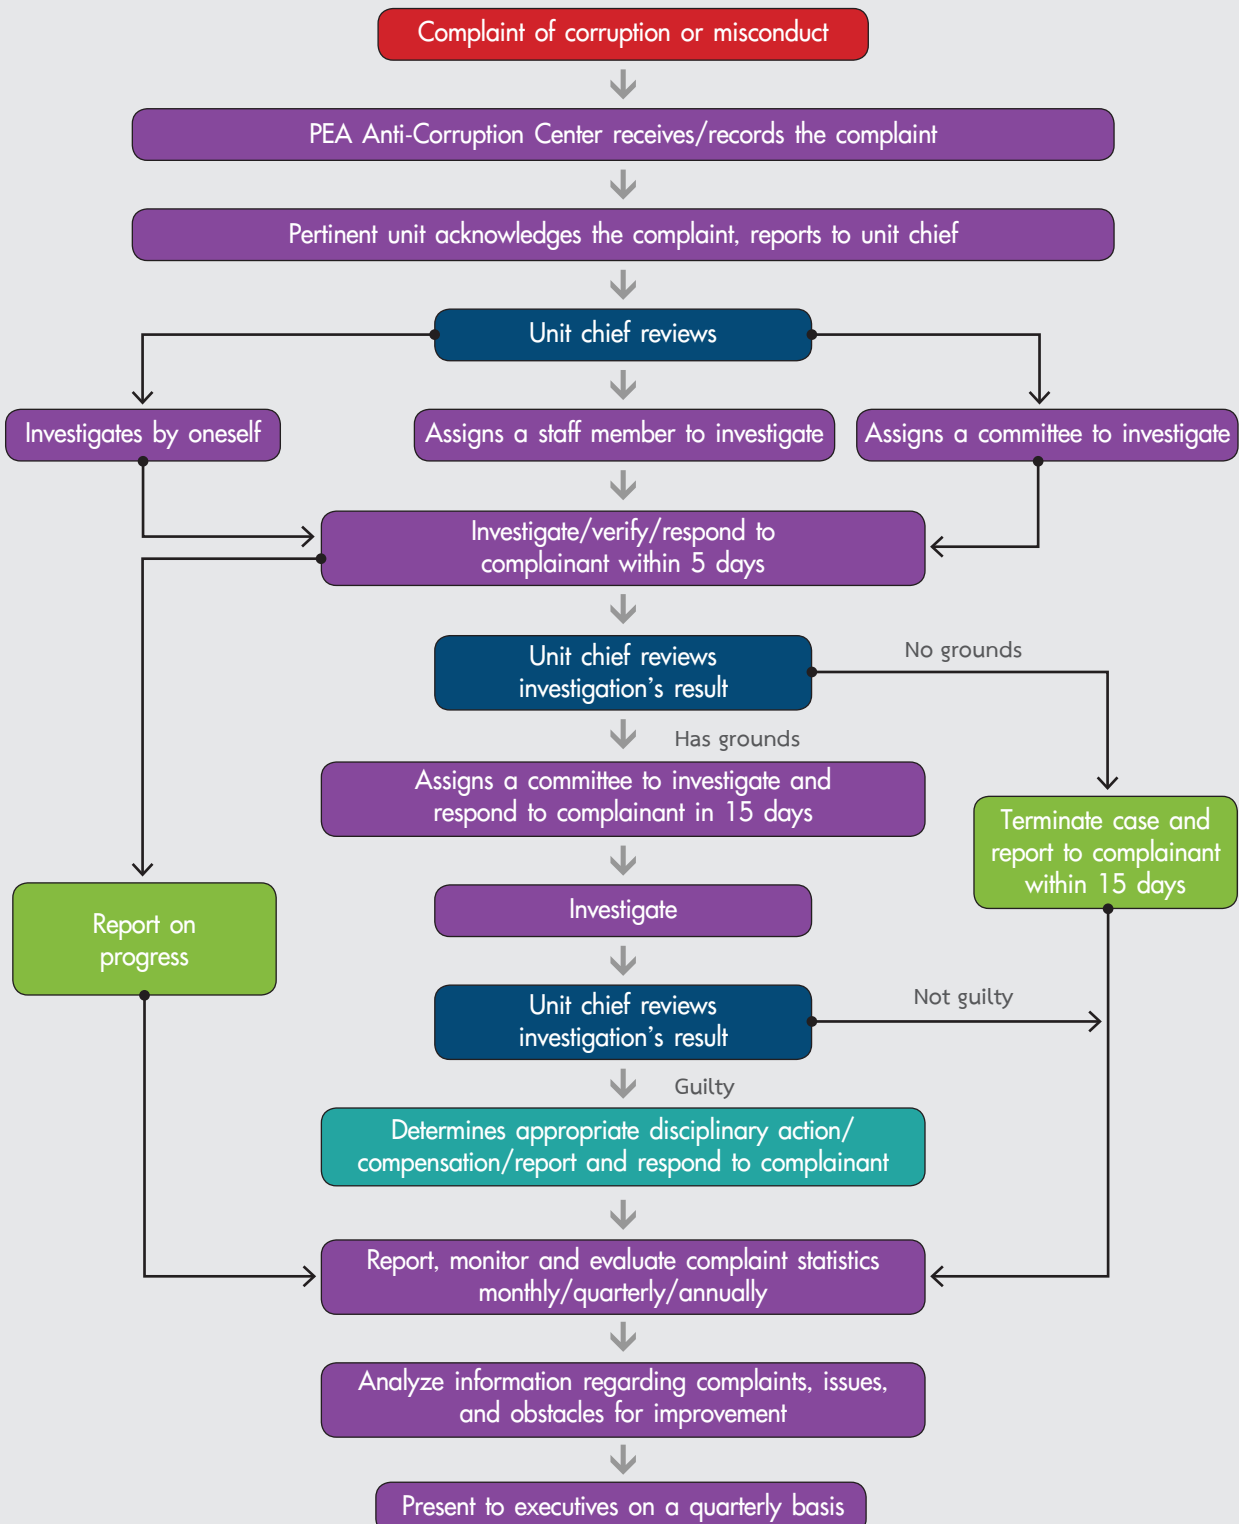 Complaint of corruption or misconduct
PEA Anti-Corruption Center receives/records the complaint
Pertinent unit acknowledges the complaint, reports to unit chief
Unit chief reviews
Investigates by oneself
Assigns a staff member to investigate
Assigns a committee to investigate
Investigate/verify/respond to
complainant within 5 days
Unit chief reviews
investigation's result
No grounds
Has grounds
Assigns a committee to investigate and
respond to complainant in 15 days
Terminate case and
report to complainant
within 15 days
Report on
progress
Investigate
Unit chief reviews
investigation's result
Not guilty
Guilty
Determines appropriate disciplinary action/
compensation/report and respond to complainant
Report, monitor and evaluate complaint statistics
monthly/quarterly/annually
Analyze information regarding complaints, issues,
and obstacles for improvement
Present to executives on a quarterly basis